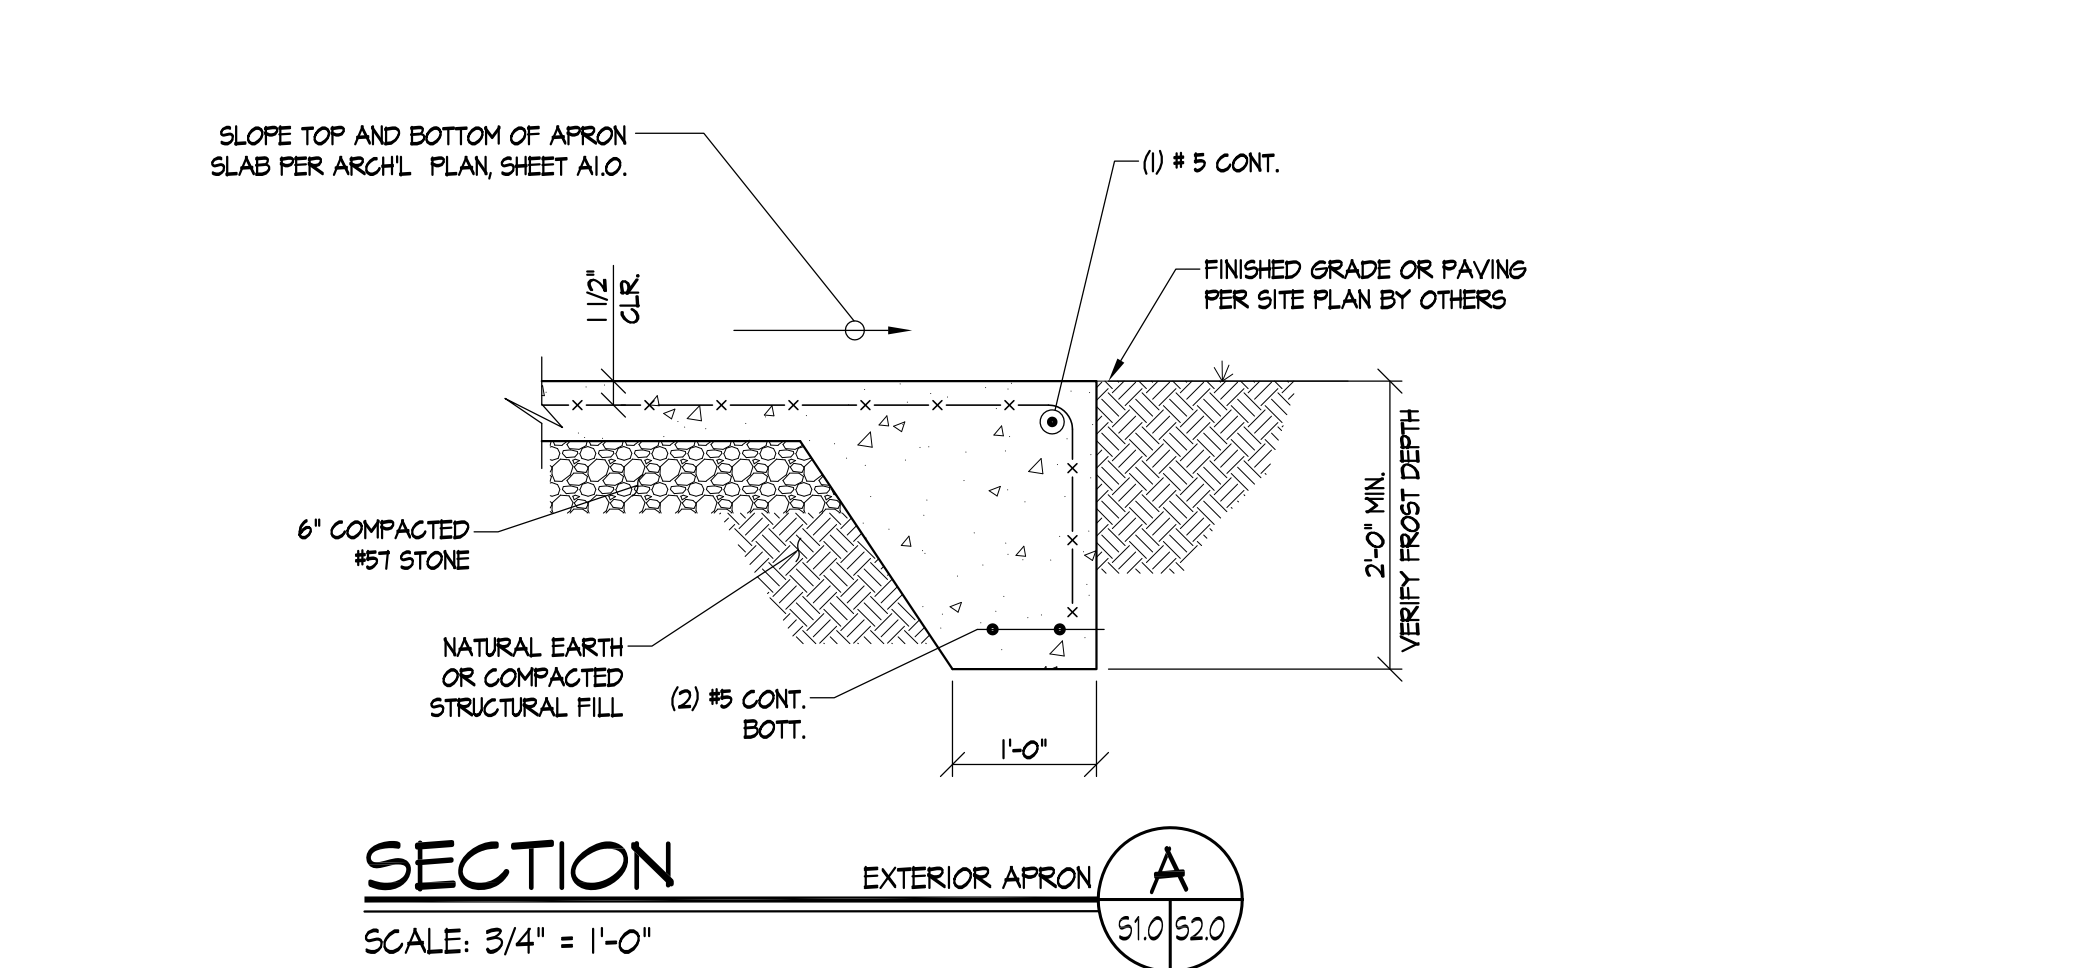 SLOPE TOP AND BOTTOM OF APRON
SLAB PER ARCH'L PLAN, SHEET A1.0.
(1) # 5 CONT.
FINISHED GRADE OR PAVING
PER SITE PLAN BY OTHERS
1 1/2"
CLR.
6" COMPACTED
#57 STONE
NATURAL EARTH
OR COMPACTED
STRUCTURAL FILL
(2) #5 CONT.
BOTT.
2'-0" MIN.
VERIFY FROST DEPTH
1'-0"
SECTION
EXTERIOR APRON
A
S1.0 S2.0
SCALE: 3/4" = 1'-0"